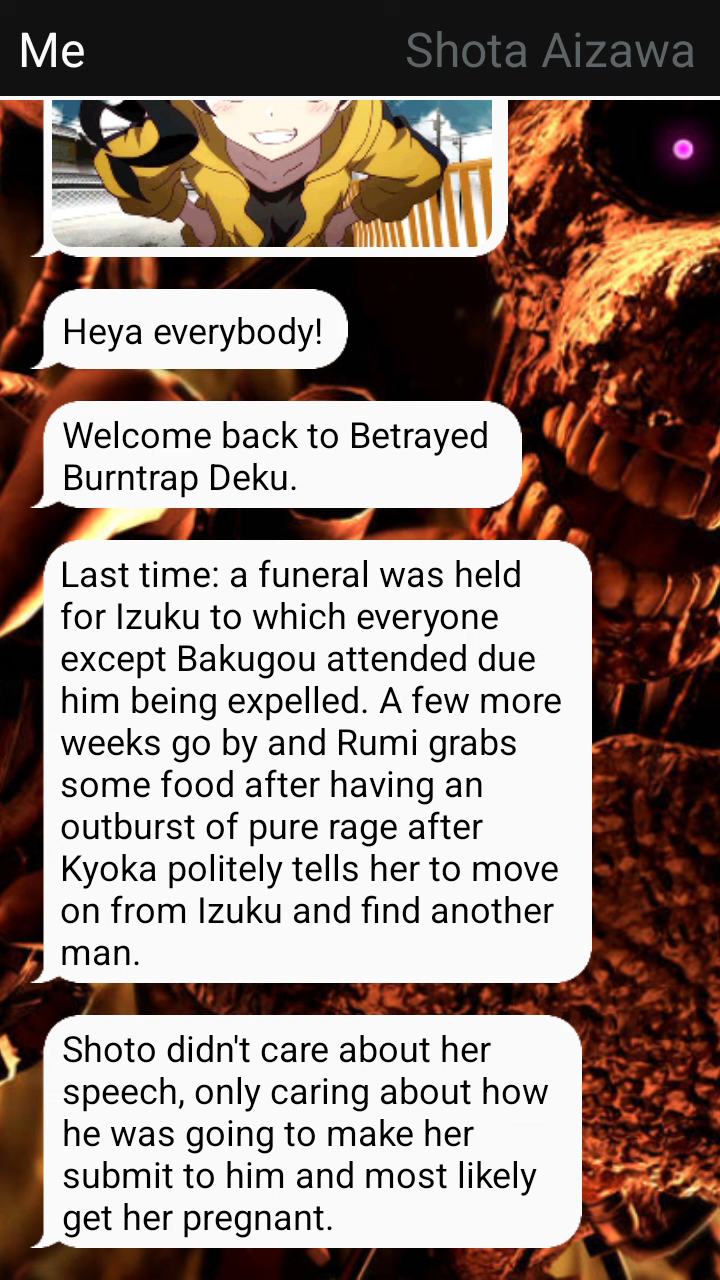 Me
Shota Aizawa
Heya everybody!
Welcome back to Betrayed
Burntrap Deku.
Last time: a funeral was held
for Izuku to which everyone
except Bakugou attended due
him being expelled. A few more
weeks go by and Rumi grabs
some food after having an
outburst of pure rage after
Kyoka politely tells her to move
on from Izuku and find another
man.
Shoto didn't care about her
speech, only caring about how
he was going to make her
submit to him and most likely
get her pregnant.